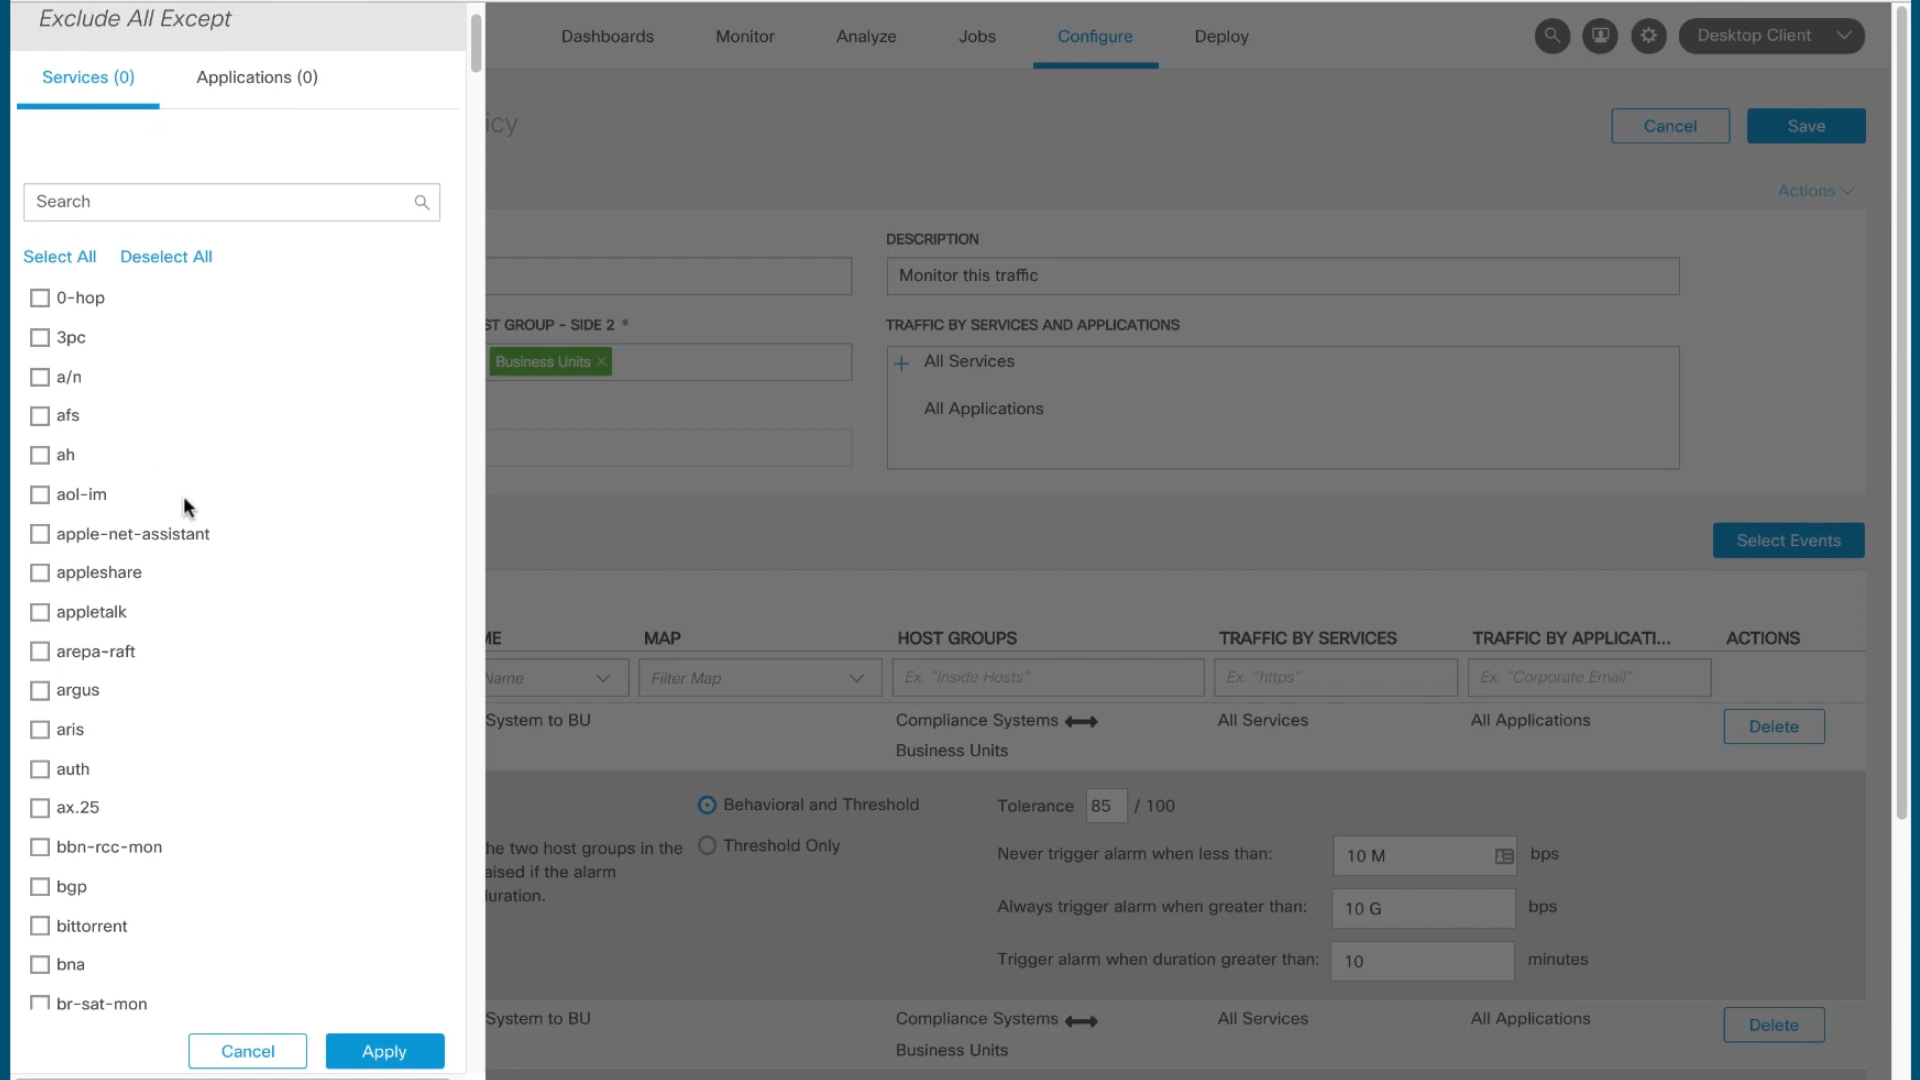 Exclude All Except
Services (0) Applications (0)
Search
Select All Deselect All
0-hop
3pc
a/n
afs
ah
aol-im
apple-net-assistant
appleshare
appletalk
arepa-raft
argus
aris
auth
ax.25
bbn-rcc-mon
bgp
bittorrent
bna
br-sat-mon
Cancel Apply
Dashboards Monitor Analyze Jobs Configure Deploy Desktop Client
icy
Cancel Save
Actions
DESCRIPTION
Monitor this traffic
ST GROUP - SIDE 2 *
Business Units ×
TRAFFIC BY SERVICES AND APPLICATIONS
+ All Services
All Applications
Select Events
ME MAP HOST GROUPS TRAFFIC BY SERVICES TRAFFIC BY APPLICATI... ACTIONS
Name Filter Map Ex. "Inside Hosts" Ex. "https" Ex. "Corporate Email"
System to BU Compliance Systems All Services All Applications Delete
Business Units
Behavioral and Threshold
Threshold Only
he two host groups in the
aised if the alarm
duration.
Tolerance 85 / 100
Never trigger alarm when less than: 10 M bps
Always trigger alarm when greater than: 10 G bps
Trigger alarm when duration greater than: 10 minutes
System to BU Compliance Systems All Services All Applications Delete
Business Units